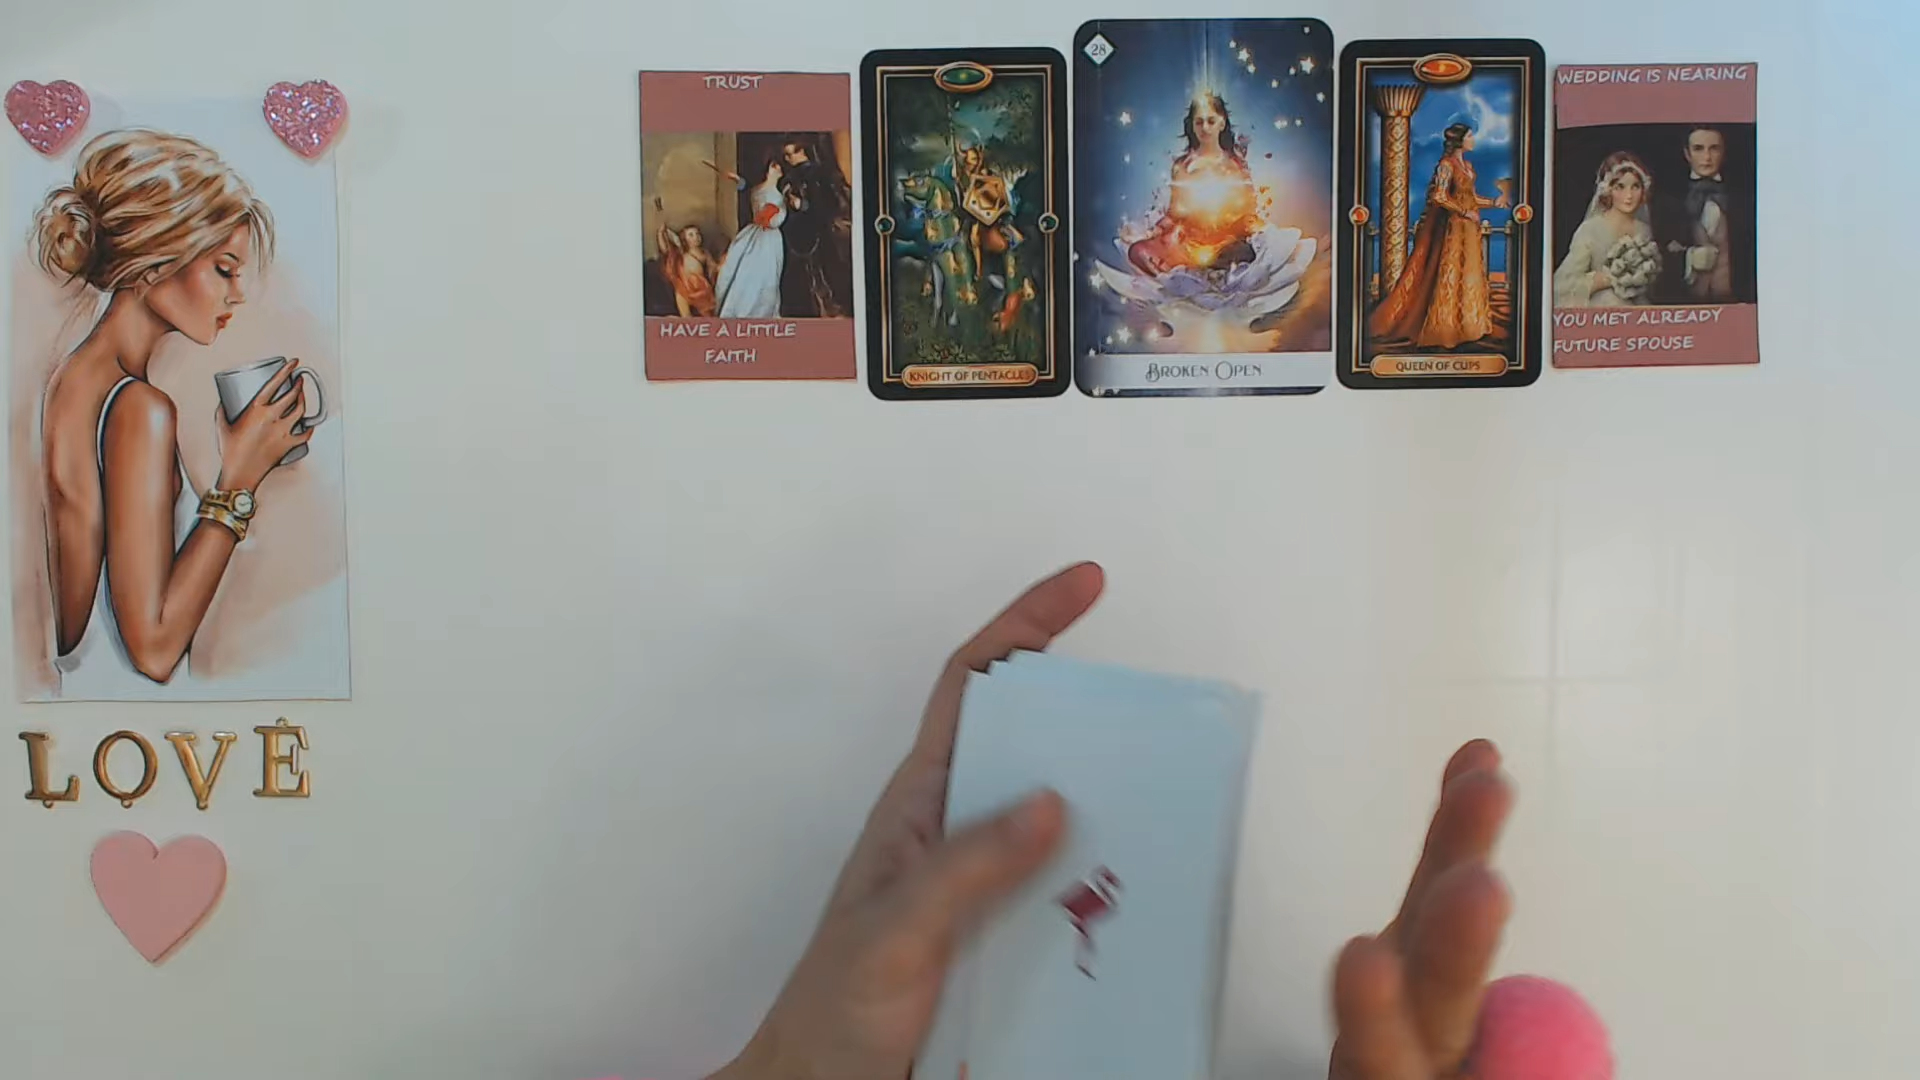 TRUST
HAVE A LITTLE
FAITH
KNIGHT OF PENTACLES
28
BROKEN OPEN
QUEEN OF CUPS
WEDDING IS NEARING
YOU MET ALREADY
FUTURE SPOUSE
LOVE